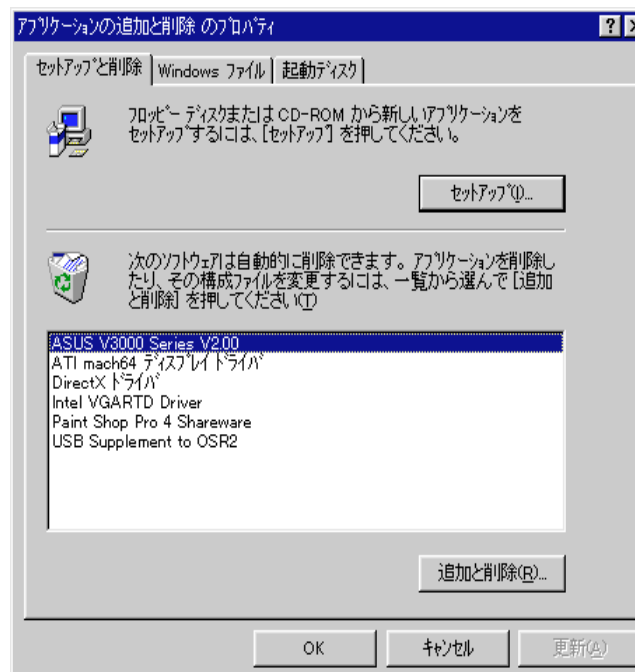 ｱﾌﾟﾘｹｰｼｮﾝの追加と削除 のﾌﾟﾛﾊﾟﾃｨ
ｾｯﾄｱｯﾌﾟと削除
Windows ﾌｧｲﾙ
起動ﾃﾞｨｽｸ
ﾌﾛｯﾋﾟｰ ﾃﾞｨｽｸまたは CD-ROM から新しいｱﾌﾟﾘｹｰｼｮﾝを
ｾｯﾄｱｯﾌﾟするには、[ｾｯﾄｱｯﾌﾟ] を押してください。
ｾｯﾄｱｯﾌﾟ(I)...
次のｿﾌﾄｳｪｱは自動的に削除できます。ｱﾌﾟﾘｹｰｼｮﾝを削除し
たり、その構成ﾌｧｲﾙを変更するには、一覧から選んで [追加
と削除] を押してください(T)
ASUS V3000 Series V2.00
ATI mach64 ﾃﾞｨｽﾌﾟﾚｲ ﾄﾞﾗｲﾊﾞ
DirectX ﾄﾞﾗｲﾊﾞ
Intel VGARTD Driver
Paint Shop Pro 4 Shareware
USB Supplement to OSR2
追加と削除(R)...
OK
ｷｬﾝｾﾙ
更新(A)